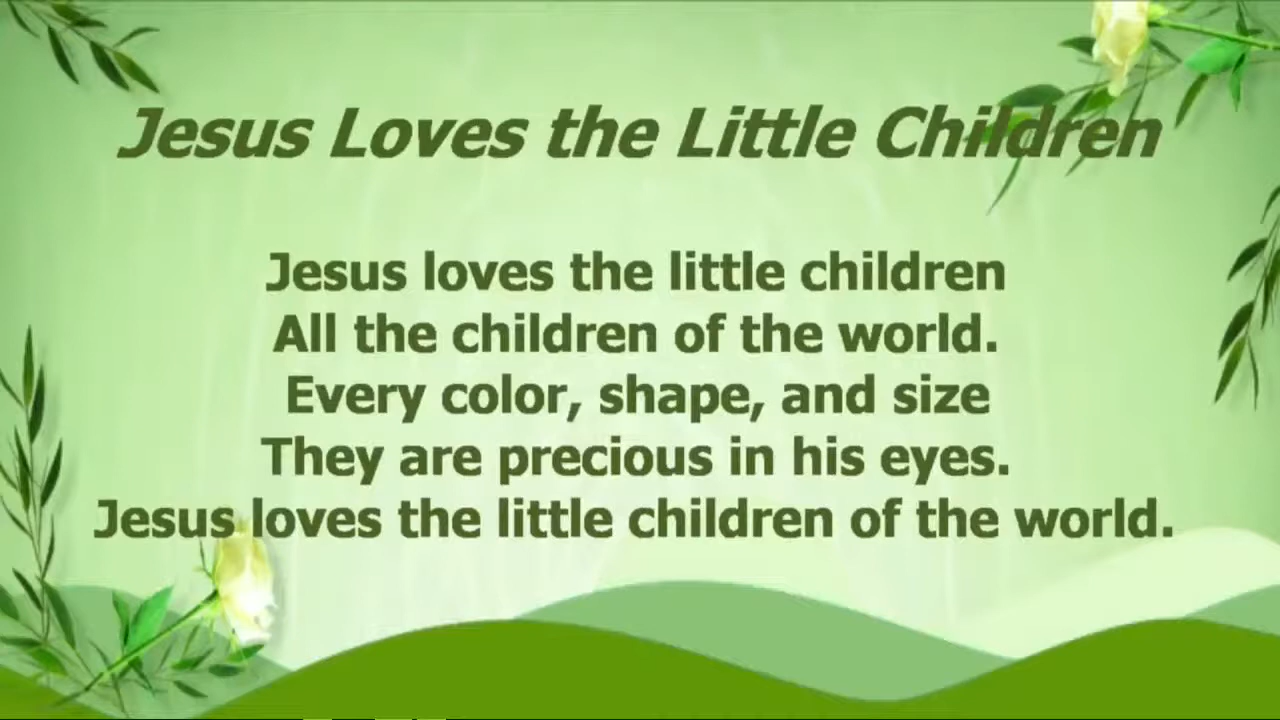 Jesus Loves the Little Children
Jesus loves the little children
All the children of the world.
Every color, shape, and size
They are precious in his eyes.
Jesus loves the little children of the world.